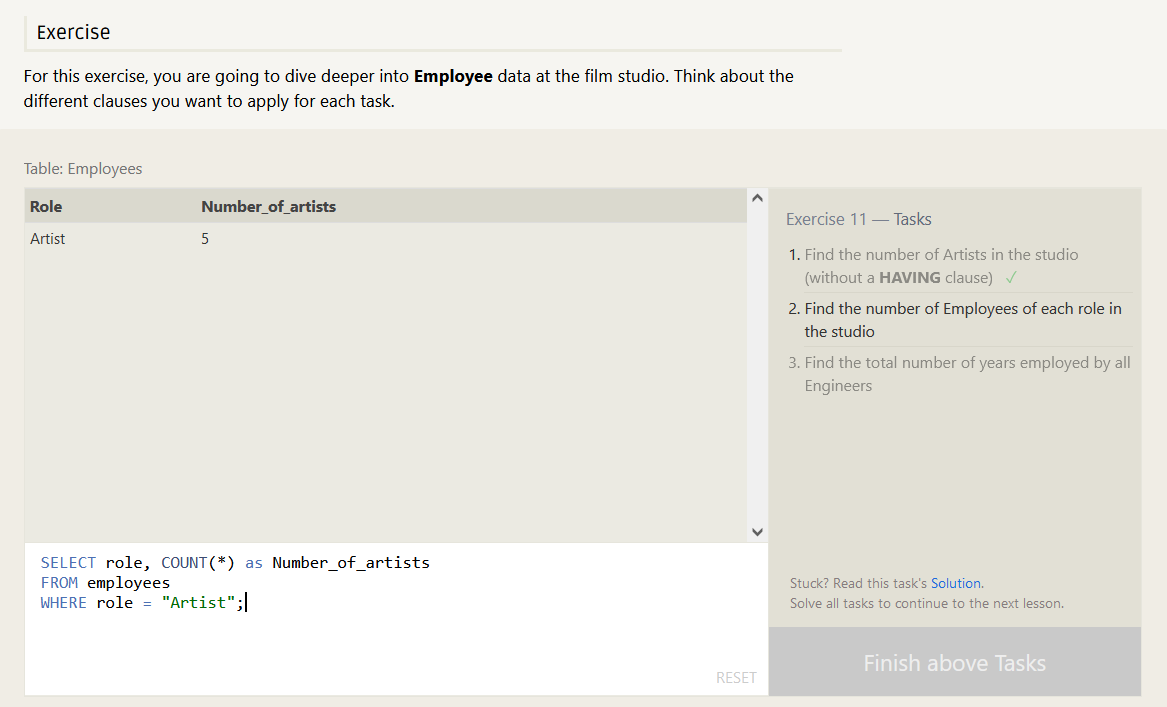 Exercise
For this exercise, you are going to dive deeper into Employee data at the film studio. Think about the
different clauses you want to apply for each task.
Table: Employees
Role Number_of_artists
Artist 5
SELECT role, COUNT(*) as Number_of_artists
FROM employees
WHERE role = "Artist";
RESET
Exercise 11 — Tasks
1. Find the number of Artists in the studio
(without a HAVING clause) ✓
2. Find the number of Employees of each role in
the studio
3. Find the total number of years employed by all
Engineers
Stuck? Read this task's Solution.
Solve all tasks to continue to the next lesson.
Finish above Tasks